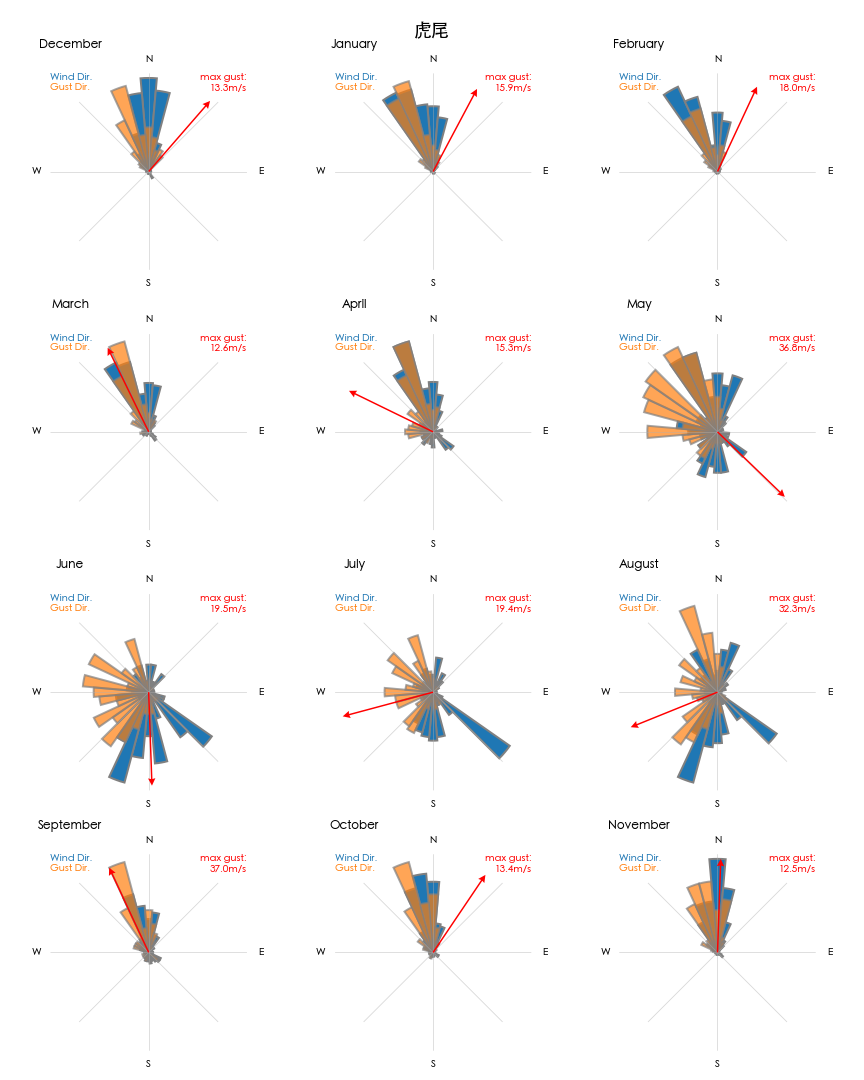 虎尾
December
N
Wind Dir.
Gust Dir.
max gust:
13.3m/s
W
E
S
January
N
Wind Dir.
Gust Dir.
max gust:
15.9m/s
W
E
S
February
N
Wind Dir.
Gust Dir.
max gust:
18.0m/s
W
E
S
March
N
Wind Dir.
Gust Dir.
max gust:
12.6m/s
W
E
S
April
N
Wind Dir.
Gust Dir.
max gust:
15.3m/s
W
E
S
May
N
Wind Dir.
Gust Dir.
max gust:
36.8m/s
W
E
S
June
N
Wind Dir.
Gust Dir.
max gust:
19.5m/s
W
E
S
July
N
Wind Dir.
Gust Dir.
max gust:
19.4m/s
W
E
S
August
N
Wind Dir.
Gust Dir.
max gust:
32.3m/s
W
E
S
September
N
Wind Dir.
Gust Dir.
max gust:
37.0m/s
W
E
S
October
N
Wind Dir.
Gust Dir.
max gust:
13.4m/s
W
E
S
November
N
Wind Dir.
Gust Dir.
max gust:
12.5m/s
W
E
S